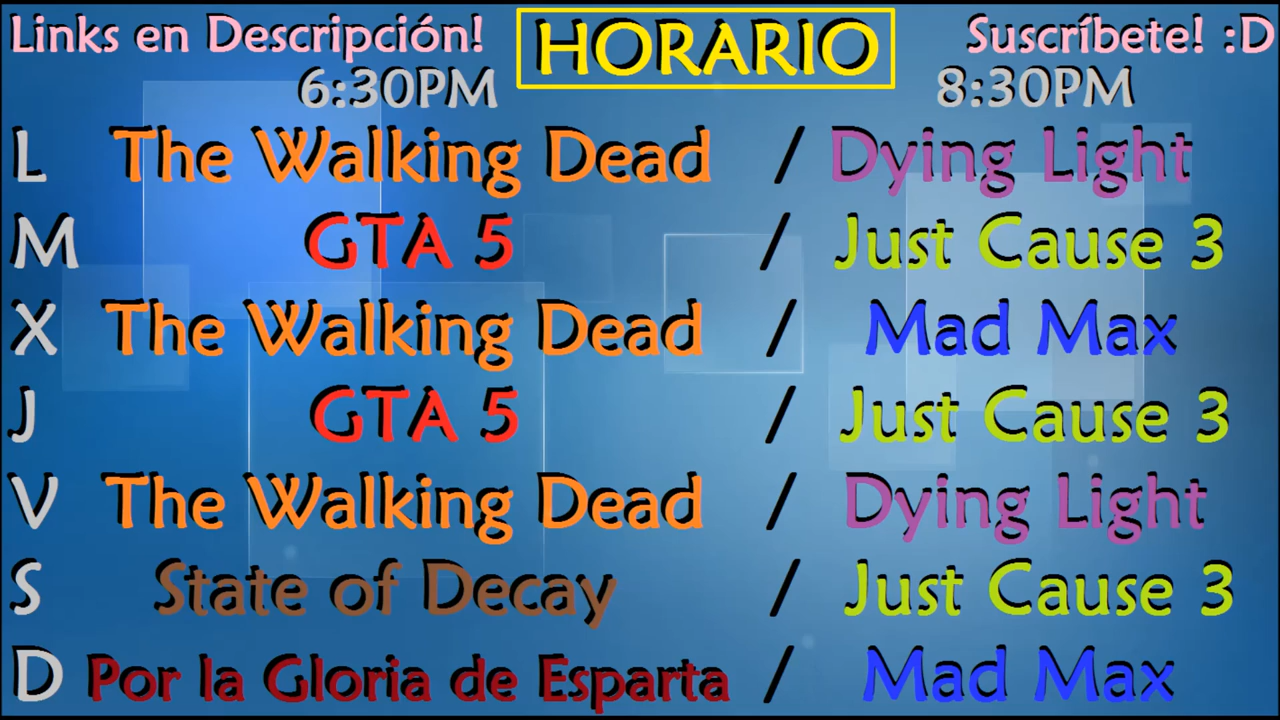 Links en Descripción! HORARIO Suscríbete! :D
6:30PM 8:30PM
L The Walking Dead / Dying Light
M GTA 5 / Just Cause 3
X The Walking Dead / Mad Max
J GTA 5 / Just Cause 3
V The Walking Dead / Dying Light
S State of Decay / Just Cause 3
D Por la Gloria de Esparta / Mad Max